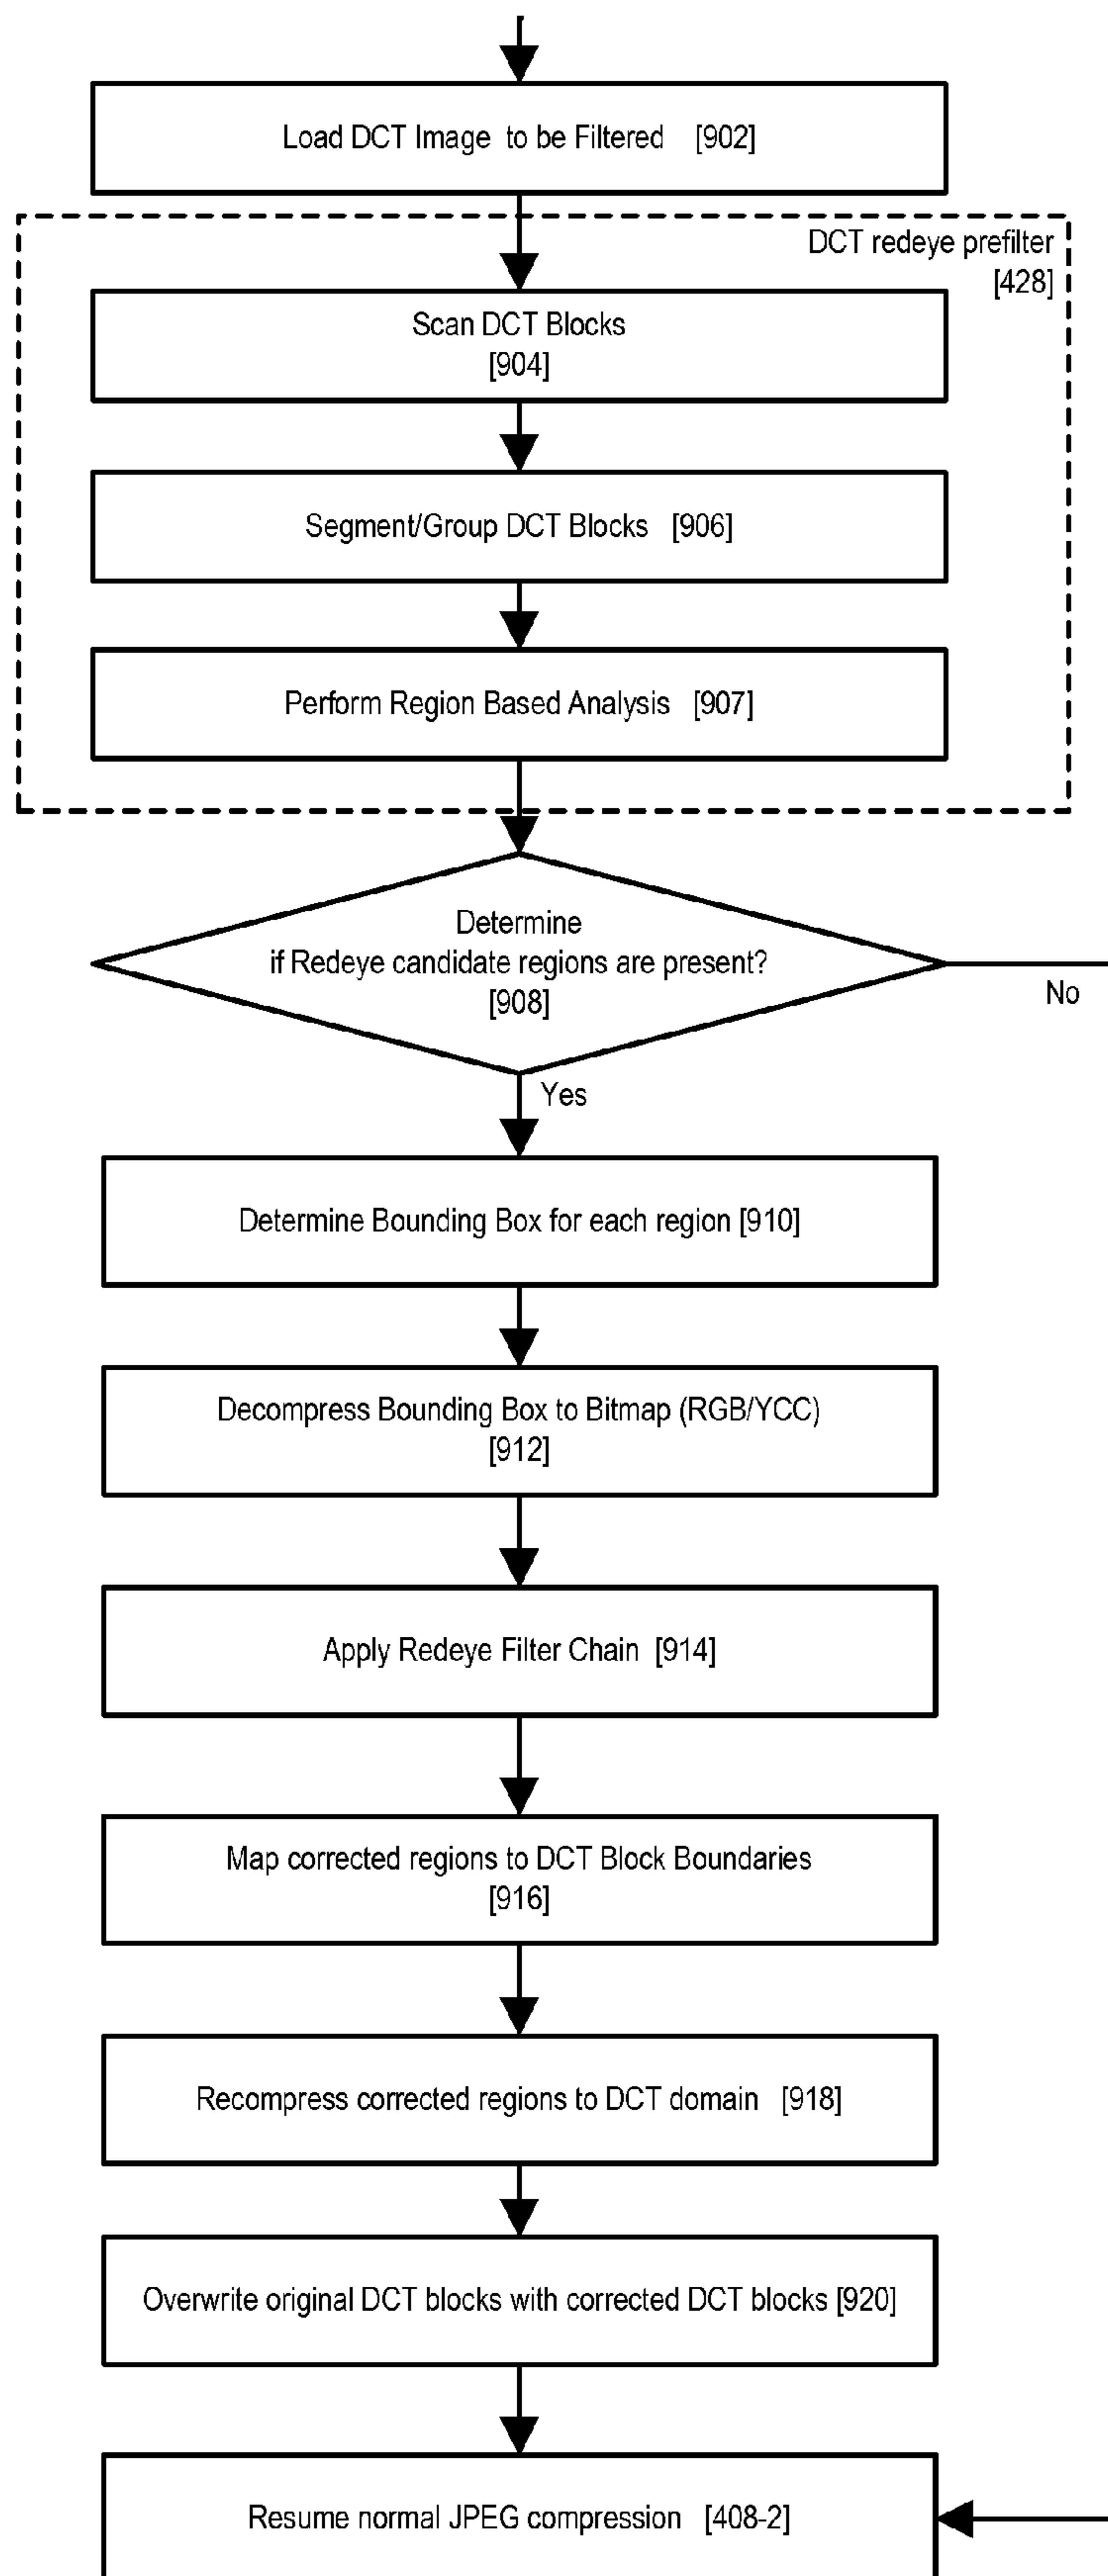 Load DCT Image to be Filtered [902]
DCT redeye prefilter
[428]
Scan DCT Blocks
[904]
Segment/Group DCT Blocks [906]
Perform Region Based Analysis [907]
Determine
if Redeye candidate regions are present?
[908]
No
Yes
Determine Bounding Box for each region [910]
Decompress Bounding Box to Bitmap (RGB/YCC)
[912]
Apply Redeye Filter Chain [914]
Map corrected regions to DCT Block Boundaries
[916]
Recompress corrected regions to DCT domain [918]
Overwrite original DCT blocks with corrected DCT blocks [920]
Resume normal JPEG compression [408-2]